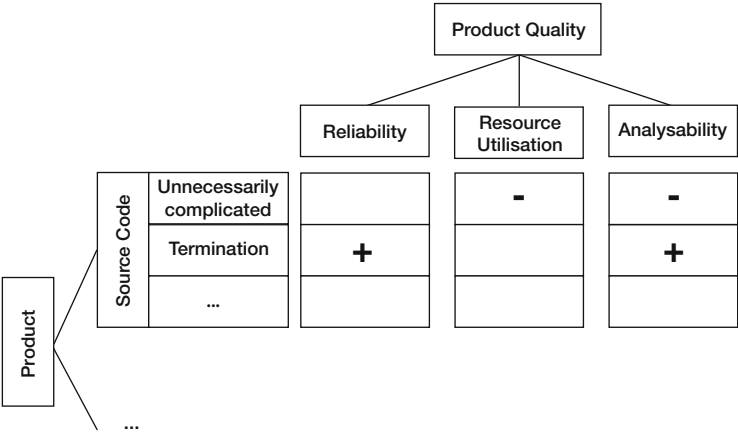 Product Quality
Reliability
Resource
Utilisation
Analysability
Source Code
Unnecessarily
complicated
-
-
Termination
+
+
...
Product
...